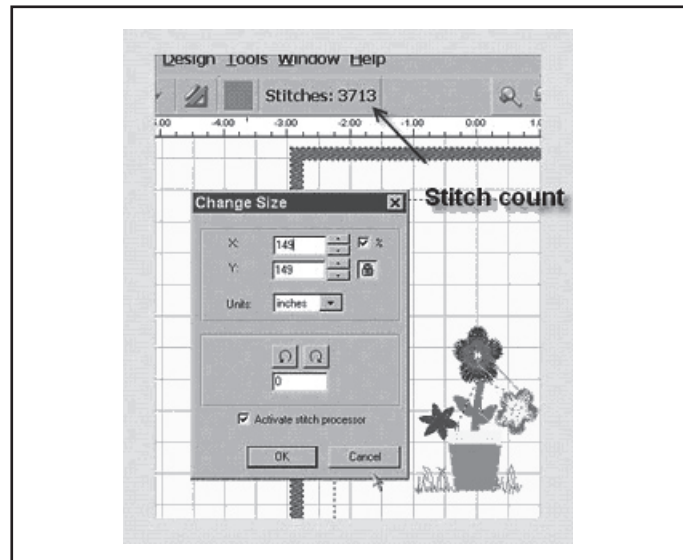 Design Tools Window Help
Stitches: 3713
-4.00 -3.00 -2.00 -1.00 0:00
Stitch count
Change Size
X: 149 %
Y: 149
Units: inches
0
Activate stitch processor
OK Cancel